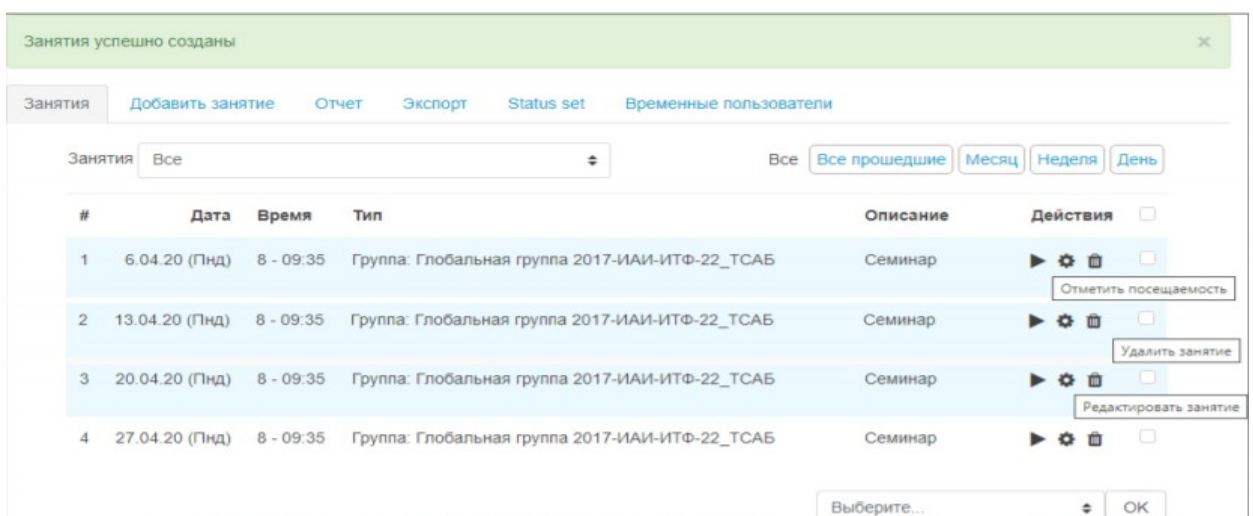 Занятия успешно созданы ×
Занятия Добавить занятие Отчет Экспорт Status set Временные пользователи
Занятия Все Все Все прошедшие Месяц Неделя День
# Дата Время Тип Описание Действия
1 6.04.20 (Пнд) 8 - 09:35 Группа: Глобальная группа 2017-ИАИ-ИТФ-22_ТСАБ Семинар
Отметить посещаемость
2 13.04.20 (Пнд) 8 - 09:35 Группа: Глобальная группа 2017-ИАИ-ИТФ-22_ТСАБ Семинар
Удалить занятие
3 20.04.20 (Пнд) 8 - 09:35 Группа: Глобальная группа 2017-ИАИ-ИТФ-22_ТСАБ Семинар
Редактировать занятие
4 27.04.20 (Пнд) 8 - 09:35 Группа: Глобальная группа 2017-ИАИ-ИТФ-22_ТСАБ Семинар
Выберите... OK